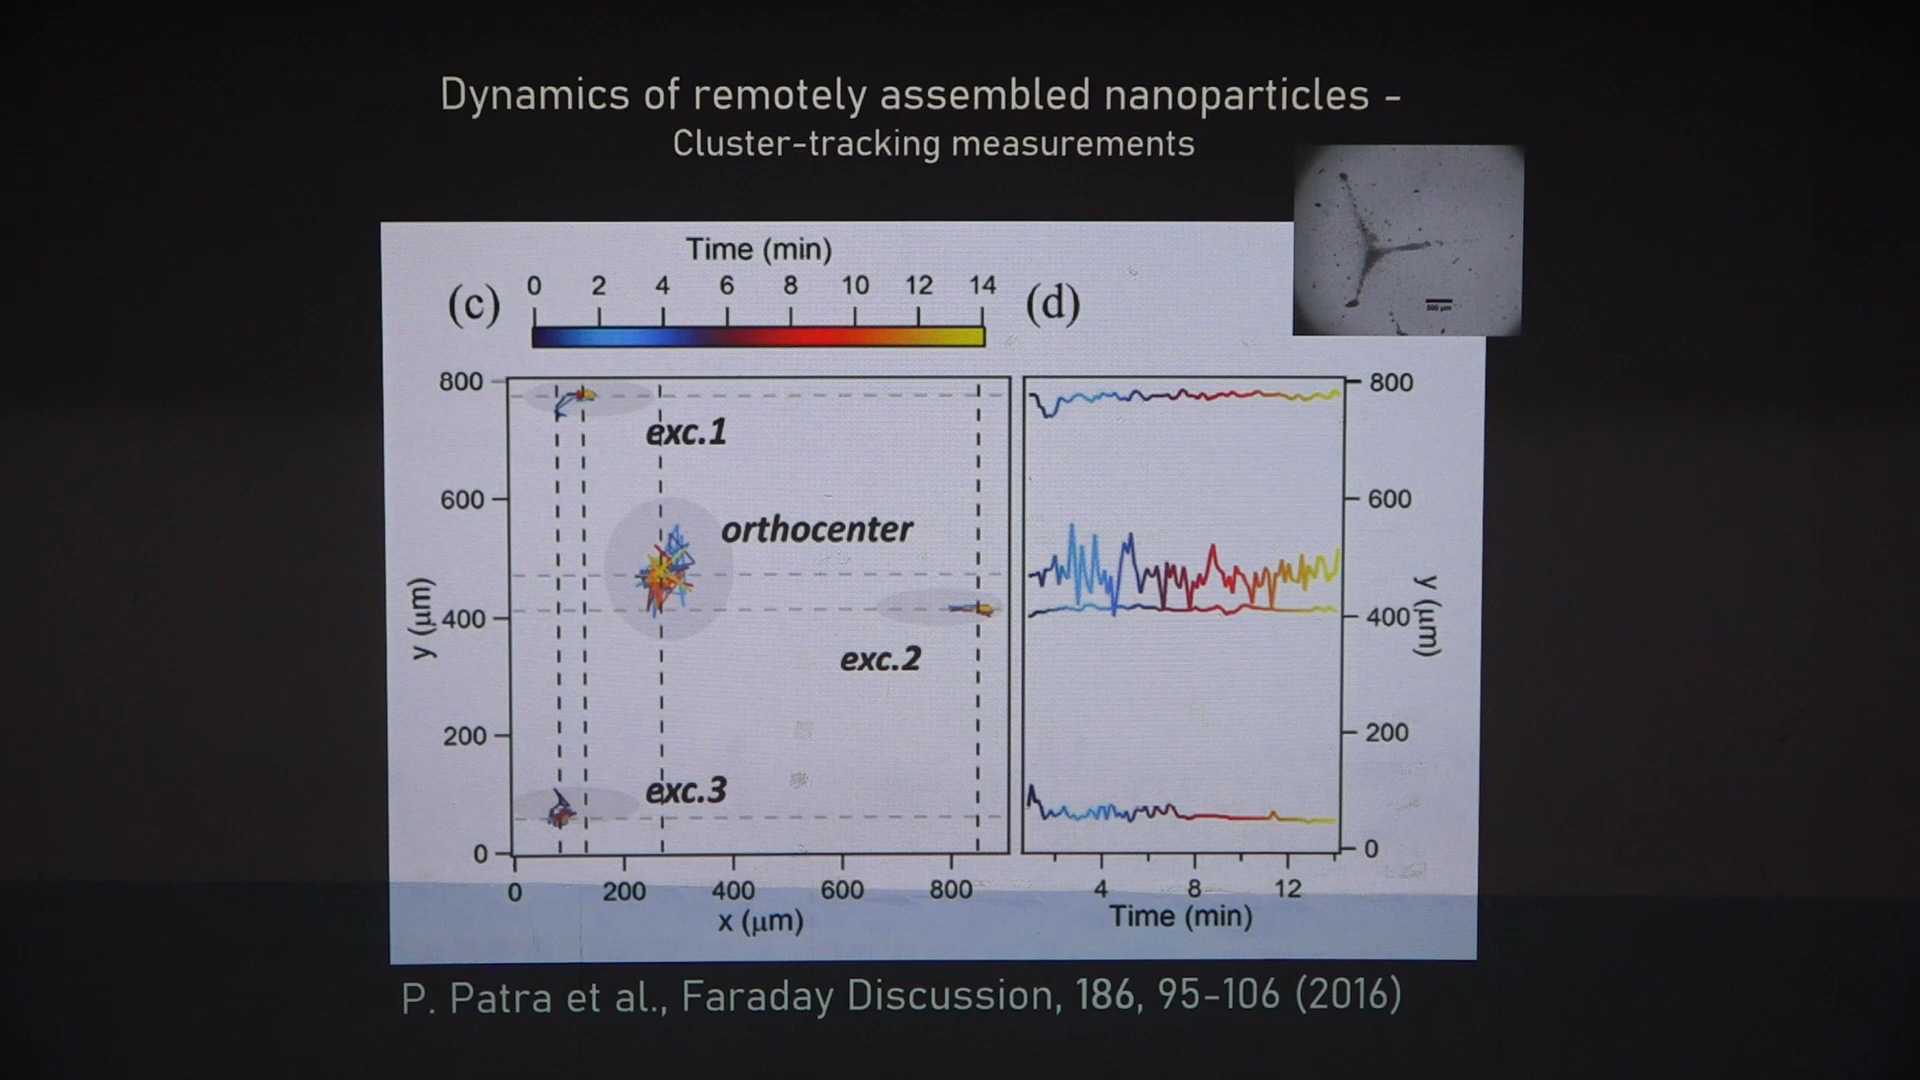 Dynamics of remotely assembled nanoparticles -
Cluster-tracking measurements
Time (min)
0 2 4 6 8 10 12 14
(c)
(d)
800
600
400
200
0
y (µm)
exc.1
orthocenter
exc.2
exc.3
0 200 400 600 800
x (µm)
800
600
400
200
0
y (µm)
4 8 12
Time (min)
P. Patra et al., Faraday Discussion, 186, 95-106 (2016)